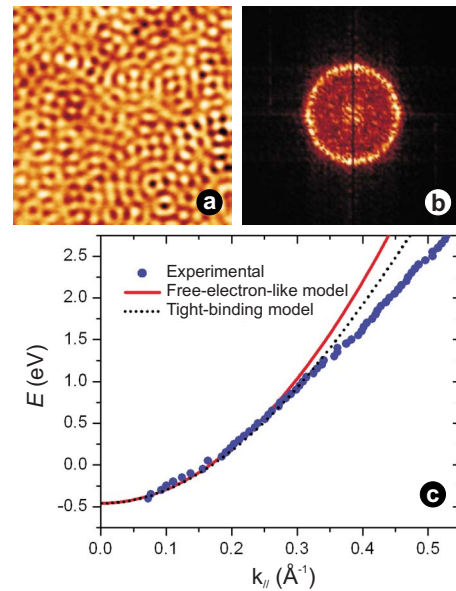 a
b
2.5
2.0
1.5
1.0
0.5
0.0
-0.5
E (eV)
Experimental
Free-electron-like model
Tight-binding model
c
0.0 0.1 0.2 0.3 0.4 0.5
k// (Å⁻¹)